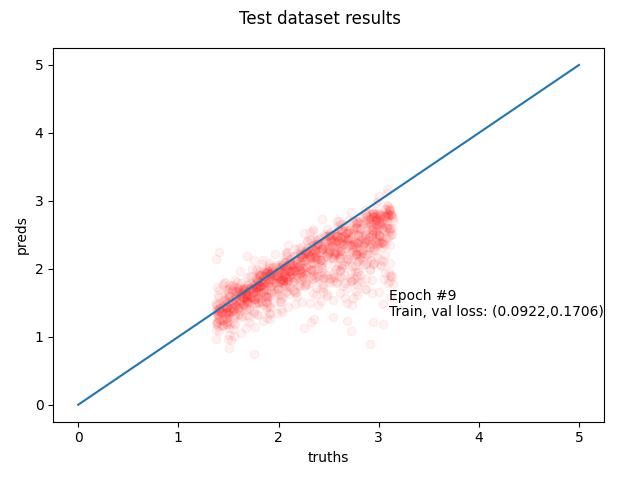 Test dataset results
5
4
3
2
1
0
preds
Epoch #9
Train, val loss: (0.0922,0.1706)
0 1 2 3 4 5
truths